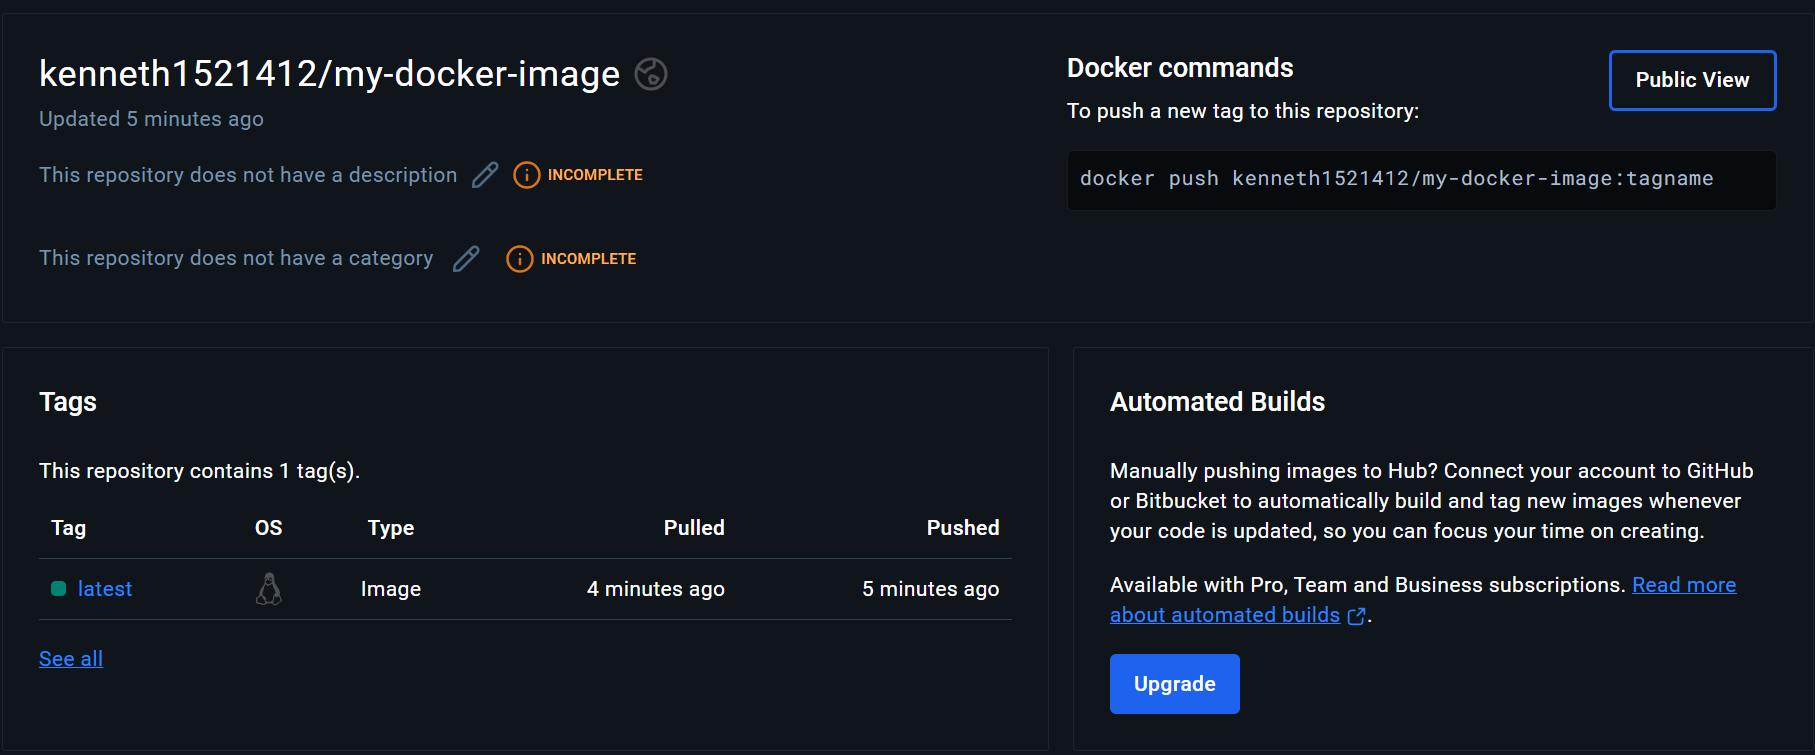 kenneth1521412/my-docker-image
Updated 5 minutes ago
This repository does not have a description INCOMPLETE
This repository does not have a category INCOMPLETE
Docker commands
To push a new tag to this repository:
Public View
docker push kenneth1521412/my-docker-image:tagname
Tags
This repository contains 1 tag(s).
Tag OS Type Pulled Pushed
latest Image 4 minutes ago 5 minutes ago
See all
Automated Builds
Manually pushing images to Hub? Connect your account to GitHub
or Bitbucket to automatically build and tag new images whenever
your code is updated, so you can focus your time on creating.
Available with Pro, Team and Business subscriptions. Read more
about automated builds .
Upgrade